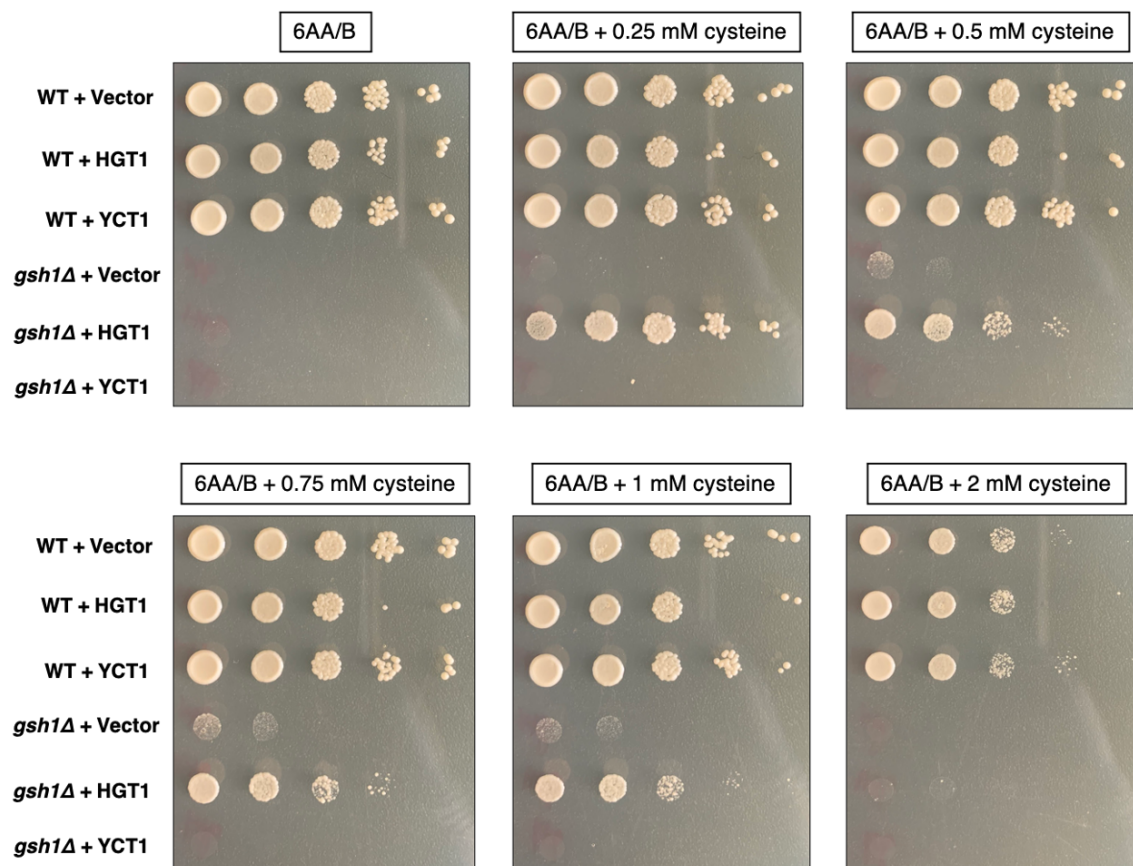 6AA/B
6AA/B + 0.25 mM cysteine
6AA/B + 0.5 mM cysteine
WT + Vector
WT + HGT1
WT + YCT1
gsh1Δ + Vector
gsh1Δ + HGT1
gsh1Δ + YCT1
6AA/B + 0.75 mM cysteine
6AA/B + 1 mM cysteine
6AA/B + 2 mM cysteine
WT + Vector
WT + HGT1
WT + YCT1
gsh1Δ + Vector
gsh1Δ + HGT1
gsh1Δ + YCT1